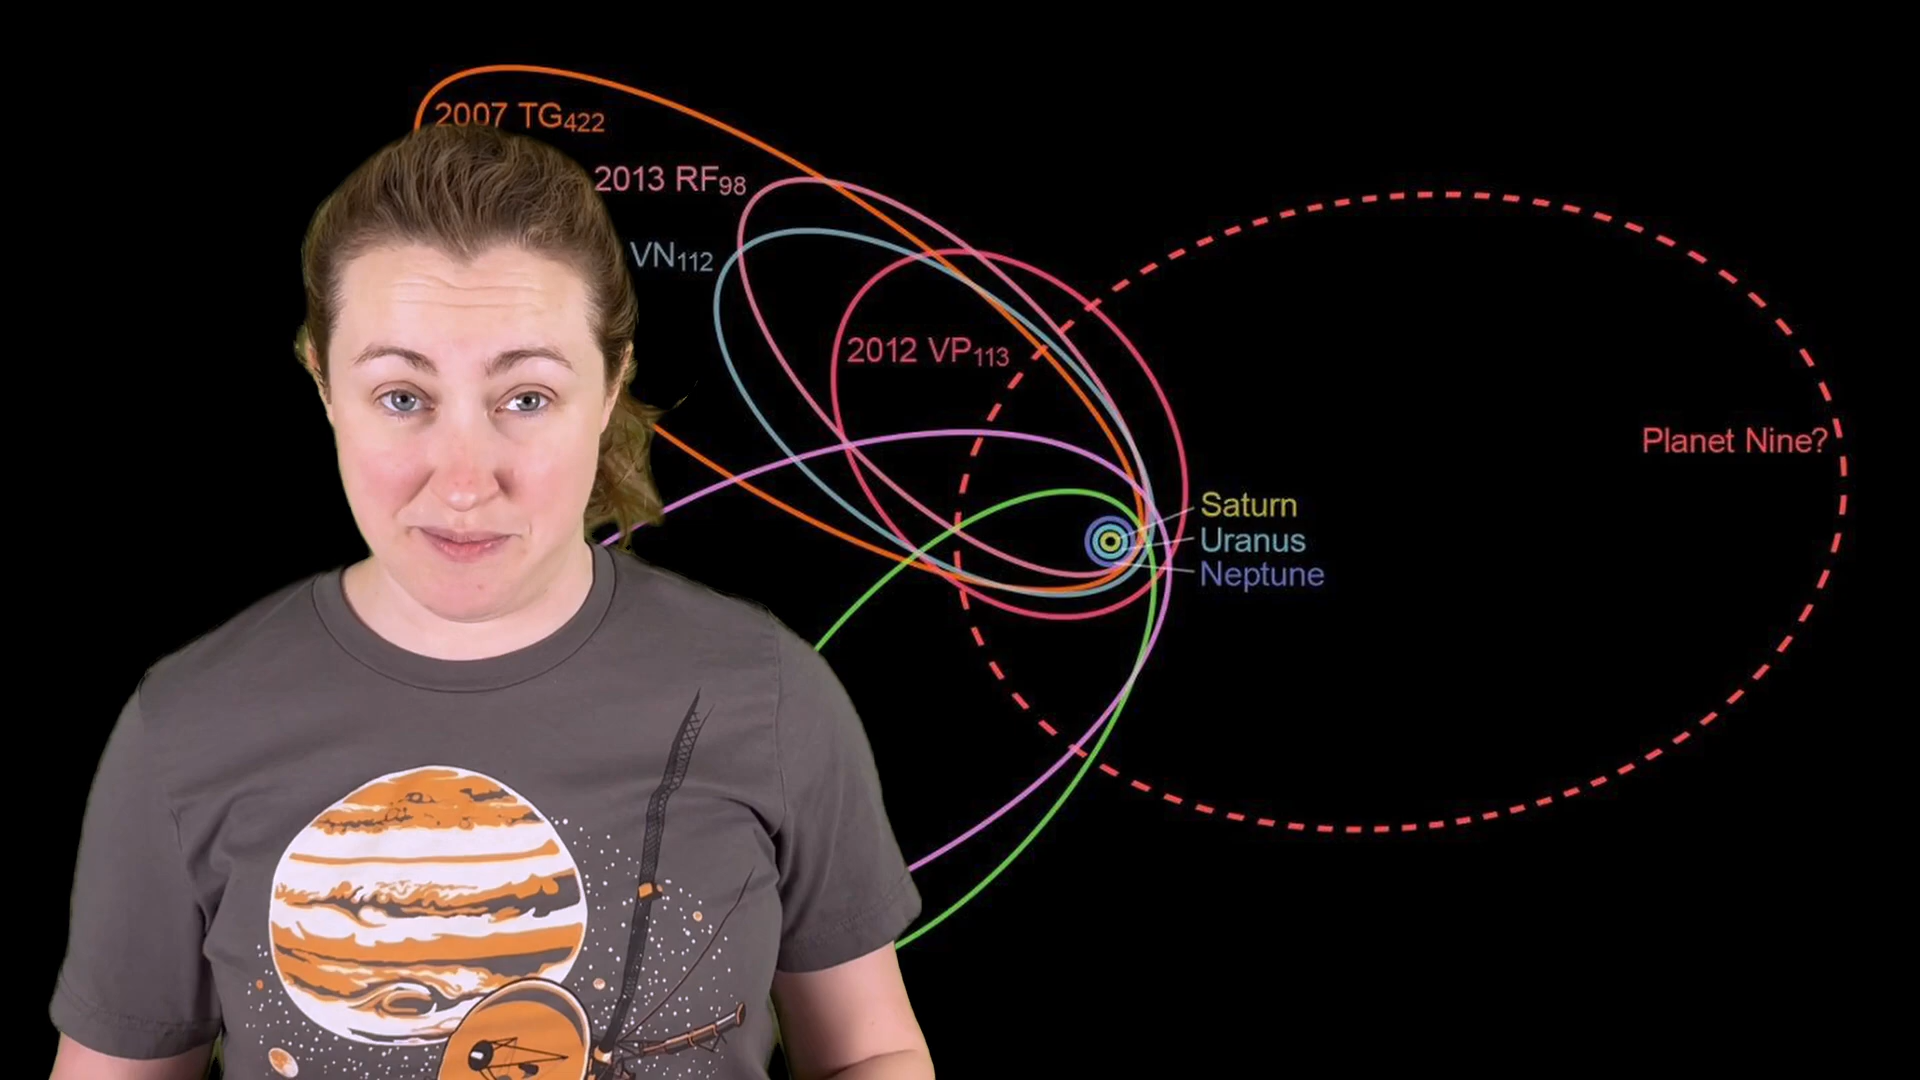 2007 TG422
2013 RF98
VN112
2012 VP113
Planet Nine?
Saturn
Uranus
Neptune